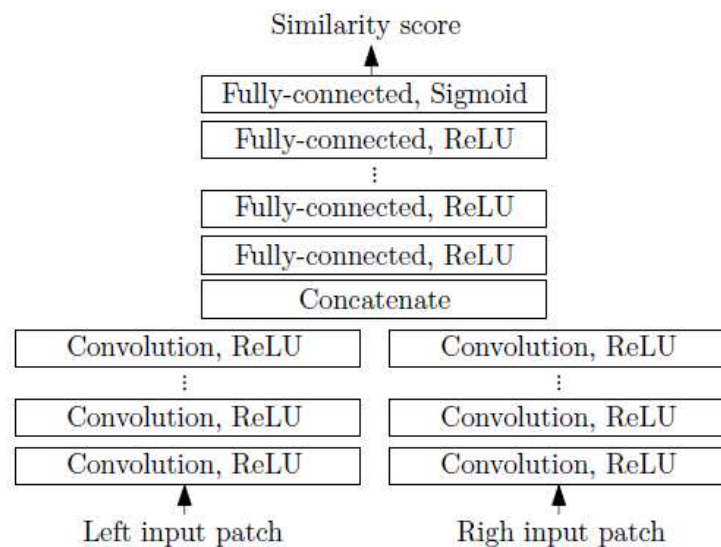 Similarity score
Fully-connected, Sigmoid
Fully-connected, ReLU
⋮
Fully-connected, ReLU
Fully-connected, ReLU
Concatenate
Convolution, ReLU Convolution, ReLU
⋮ ⋮
Convolution, ReLU Convolution, ReLU
Convolution, ReLU Convolution, ReLU
Left input patch Righ input patch